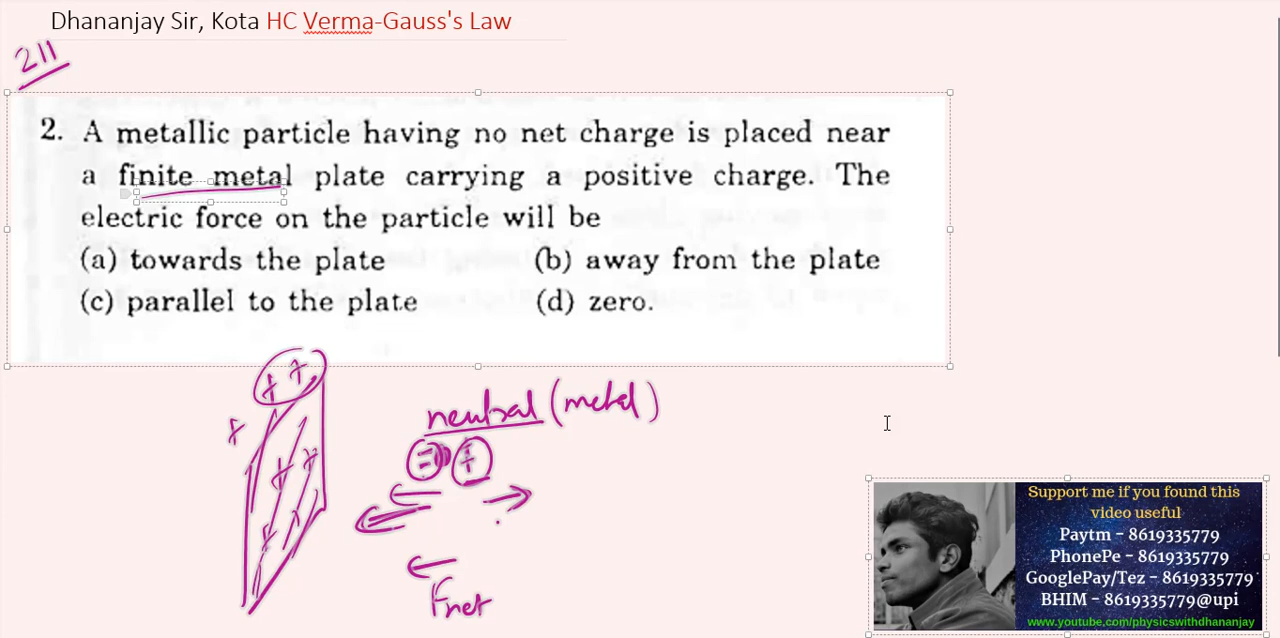 Dhananjay Sir, Kota HC Verma-Gauss's Law
211
2. A metallic particle having no net charge is placed near
a finite metal plate carrying a positive charge. The
electric force on the particle will be
(a) towards the plate (b) away from the plate
(c) parallel to the plate (d) zero.
+ +
+
neutral (metal)
+ +
- +
+
Fnet
Support me if you found this
video useful
Paytm - 8619335779
PhonePe - 8619335779
GooglePay/Tez - 8619335779
BHIM - 8619335779@upi
www.youtube.com/physicswithdhananjay